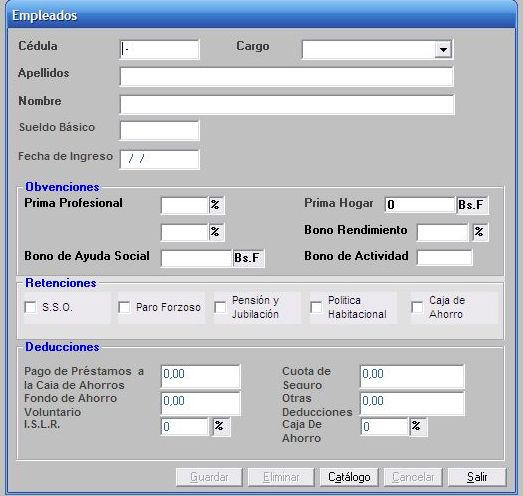 Empleados
Cédula - Cargo
Apellidos
Nombre
Sueldo Básico
Fecha de Ingreso / /
Obvenciones
Prima Profesional % Prima Hogar 0 Bs.F
% Bono Rendimiento %
Bono de Ayuda Social Bs.F Bono de Actividad
Retenciones
S.S.O. Paro Forzoso Pensión y Jubilación Politica Habitacional Caja de Ahorro
Deducciones
Pago de Préstamos a la Caja de Ahorros 0,00 Cuota de Seguro 0,00
Fondo de Ahorro Voluntario 0,00 Otras Deducciones 0,00
I.S.L.R. 0 % Caja De Ahorro 0 %
Guardar Eliminar Catálogo Cancelar Salir